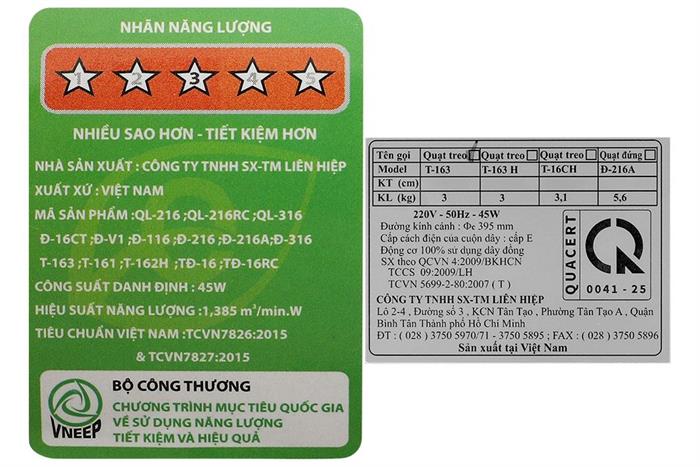 NHÃN NĂNG LƯỢNG
1 2 3 4 5
NHIỀU SAO HƠN - TIẾT KIỆM HƠN
NHÀ SẢN XUẤT : CÔNG TY TNHH SX-TM LIÊN HIỆP
XUẤT XỨ : VIỆT NAM
MÃ SẢN PHẨM : QL-216 ;QL-216RC ;QL-316
Đ-16CT ;Đ-V1 ;Đ-116 ;Đ-216 ;Đ-216A;Đ-316
T-163 ;T-161 ;T-162H ;TĐ-16 ;TĐ-16RC
CÔNG SUẤT DANH ĐỊNH : 45W
HIỆU SUẤT NĂNG LƯỢNG : 1,385 m³/min.W
TIÊU CHUẨN VIỆT NAM : TCVN7826:2015
& TCVN7827:2015
VNEEP
BỘ CÔNG THƯƠNG
CHƯƠNG TRÌNH MỤC TIÊU QUỐC GIA
VỀ SỬ DỤNG NĂNG LƯỢNG
TIẾT KIỆM VÀ HIỆU QUẢ
Tên gọi Quạt treo Quạt treo Quạt treo Quạt đứng
Model T-163 T-163 H T-16CH Đ-216A
KT (cm)
KL (kg) 3 3 3,1 5,6
220V - 50Hz - 45W
Đường kính cánh : Φe 395 mm
Cấp cách điện của cuộn dây : cấp E
Động cơ 100% sử dụng dây đồng
SX theo QCVN 4:2009/BKHCN
TCCS 09:2009/LH
TCVN 5699-2-80:2007 ( T )
QUACERT
0041 - 25
CÔNG TY TNHH SX-TM LIÊN HIỆP
Lô 2-4 , Đường số 3 , KCN Tân Tạo , Phường Tân Tạo A , Quận
Bình Tân Thành phố Hồ Chí Minh
ĐT : ( 028 ) 3750 5970/71 - 3750 5895 ; FAX : ( 028 ) 3750 5896
Sản xuất tại Việt Nam